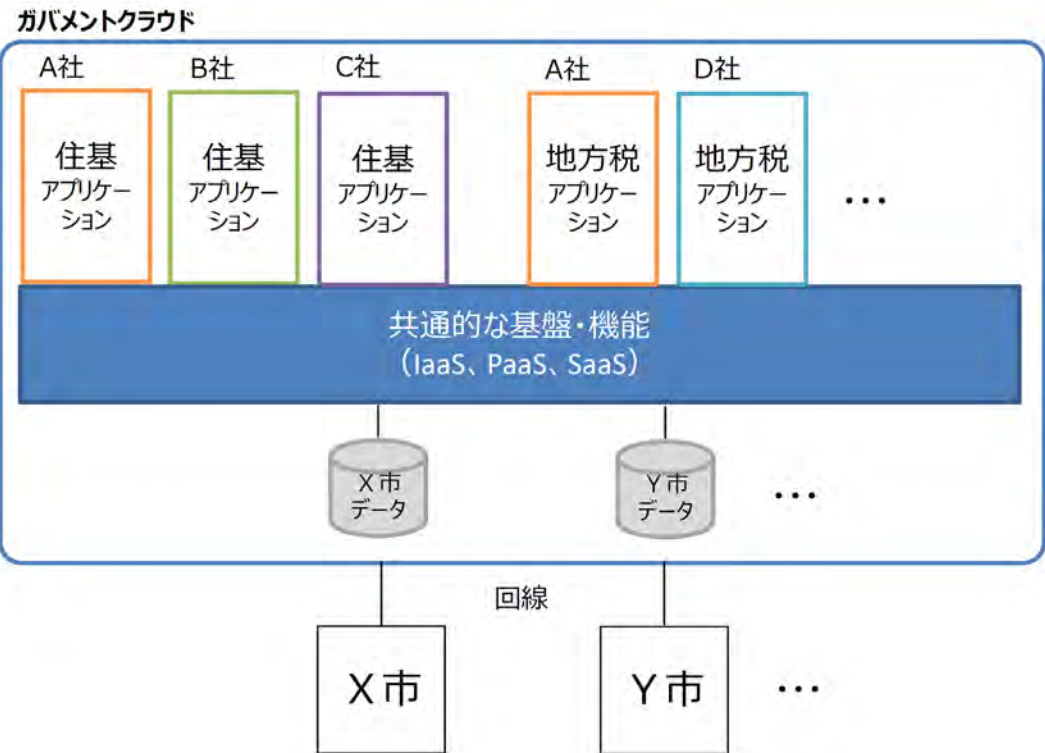 ガバメントクラウド
A社
B社
C社
A社
D社
住基
アプリケー
ション
住基
アプリケー
ション
住基
アプリケー
ション
地方税
アプリケー
ション
地方税
アプリケー
ション
…
共通的な基盤・機能
（IaaS、PaaS、SaaS）
X市
データ
Y市
データ
…
回線
X市
Y市
…